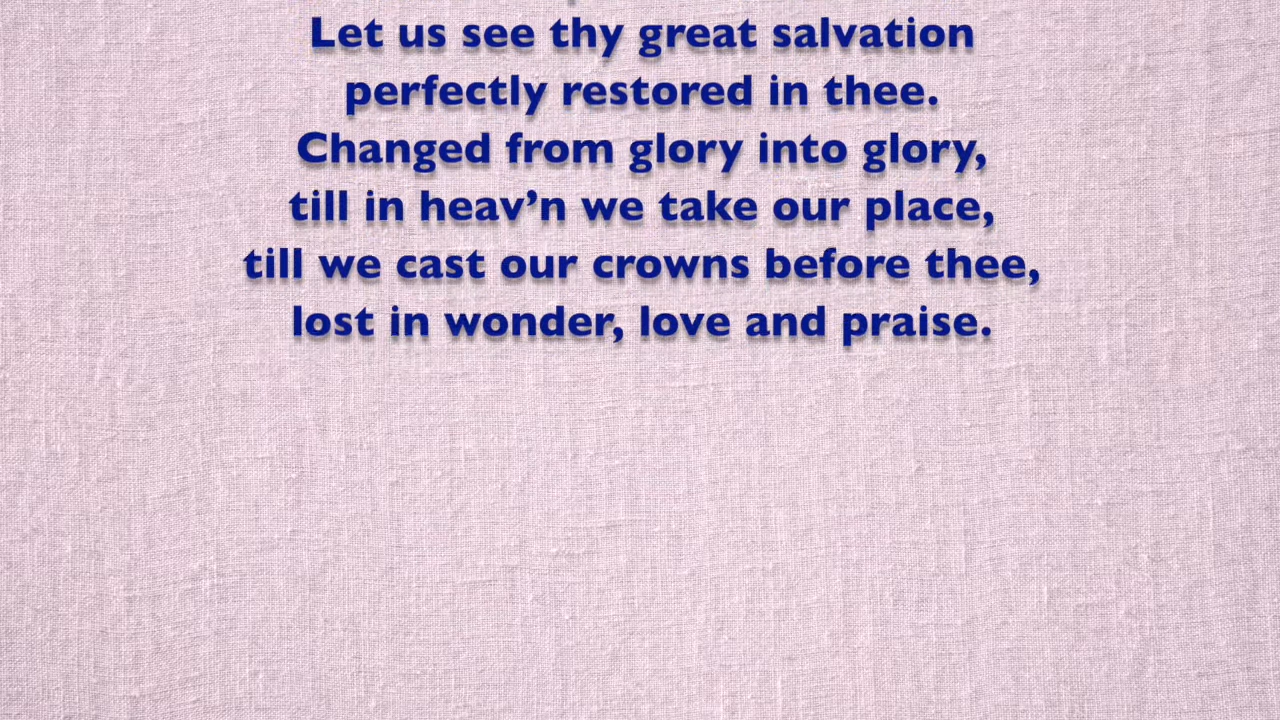 Let us see thy great salvation
perfectly restored in thee.
Changed from glory into glory,
till in heav’n we take our place,
till we cast our crowns before thee,
lost in wonder, love and praise.